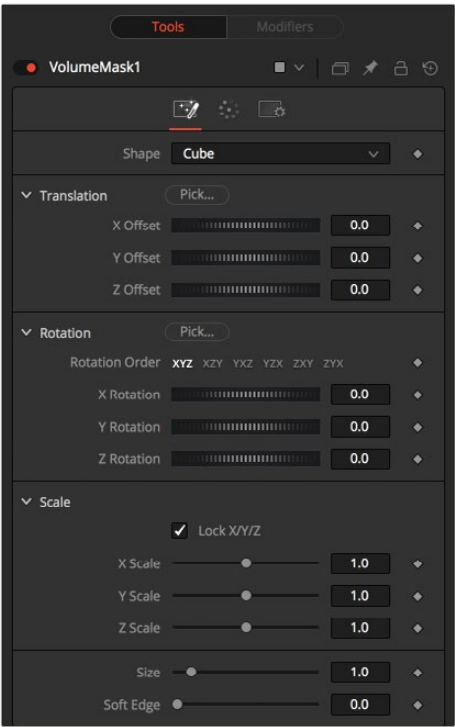 Tools Modifiers
VolumeMask1
Shape Cube
Translation Pick...
X Offset 0.0
Y Offset 0.0
Z Offset 0.0
Rotation Pick...
Rotation Order XYZ XZY YXZ YZX ZXY ZYX
X Rotation 0.0
Y Rotation 0.0
Z Rotation 0.0
Scale
Lock X/Y/Z
X Scale 1.0
Y Scale 1.0
Z Scale 1.0
Size 1.0
Soft Edge 0.0